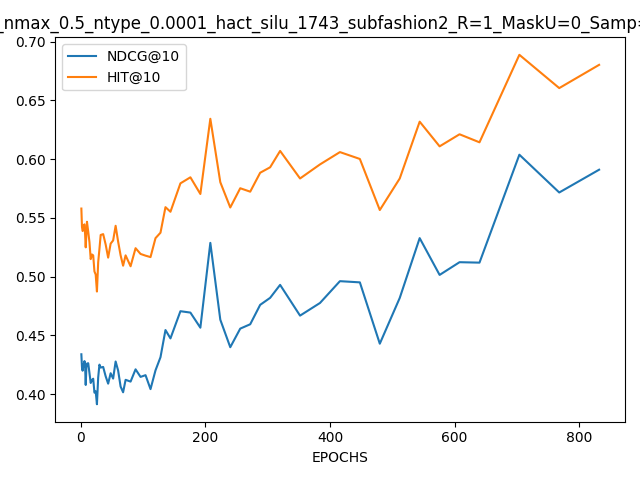 _nmax_0.5_ntype_0.0001_hact_silu_1743_subfashion2_R=1_MaskU=0_Samp=
NDCG@10
HIT@10
0.70
0.65
0.60
0.55
0.50
0.45
0.40
0 200 400 600 800
EPOCHS